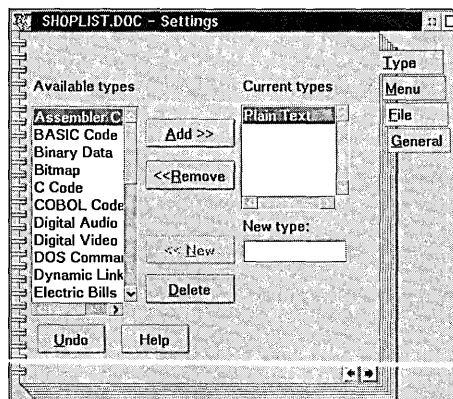 SHOPLIST.DOC – Settings
Type
Menu
File
General
Available types
Assembler C
BASIC Code
Binary Data
Bitmap
C Code
COBOL Code
Digital Audio
Digital Video
DOS Comma
Dynamic Link
Electric Bills
Add >>
<<Remove
<< New
Delete
Current types
Plain Text
New type:
Undo
Help